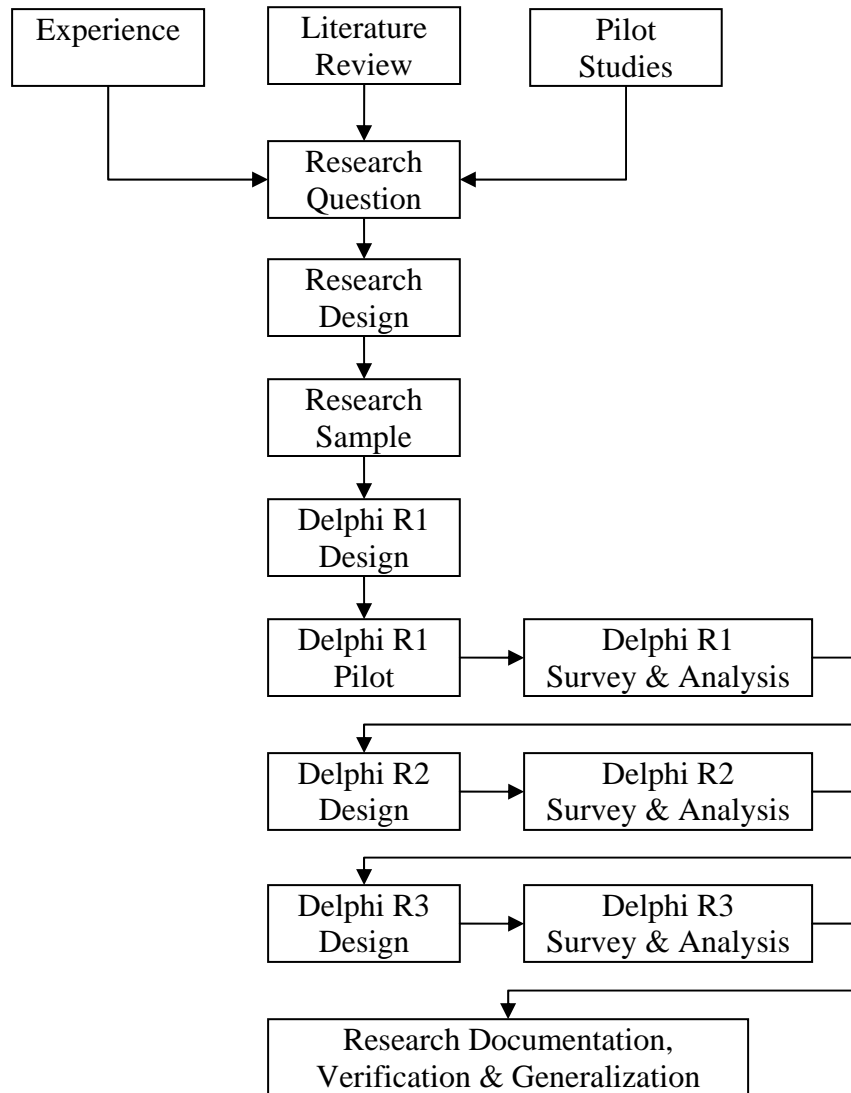 Experience
Literature
Review
Pilot
Studies
Research
Question
Research
Design
Research
Sample
Delphi R1
Design
Delphi R1
Pilot
Delphi R1
Survey & Analysis
Delphi R2
Design
Delphi R2
Survey & Analysis
Delphi R3
Design
Delphi R3
Survey & Analysis
Research Documentation,
Verification & Generalization